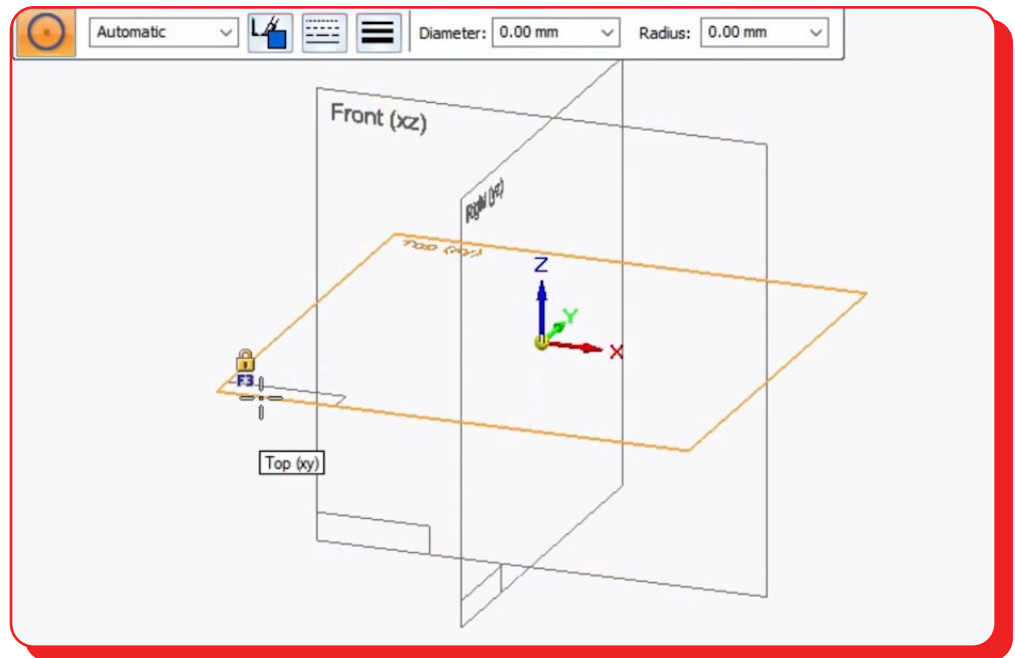 Automatic Diameter: 0.00 mm Radius: 0.00 mm
Front (xz)
Right (yz)
Top (xy)
Z
Y
X
F3
Top (xy)